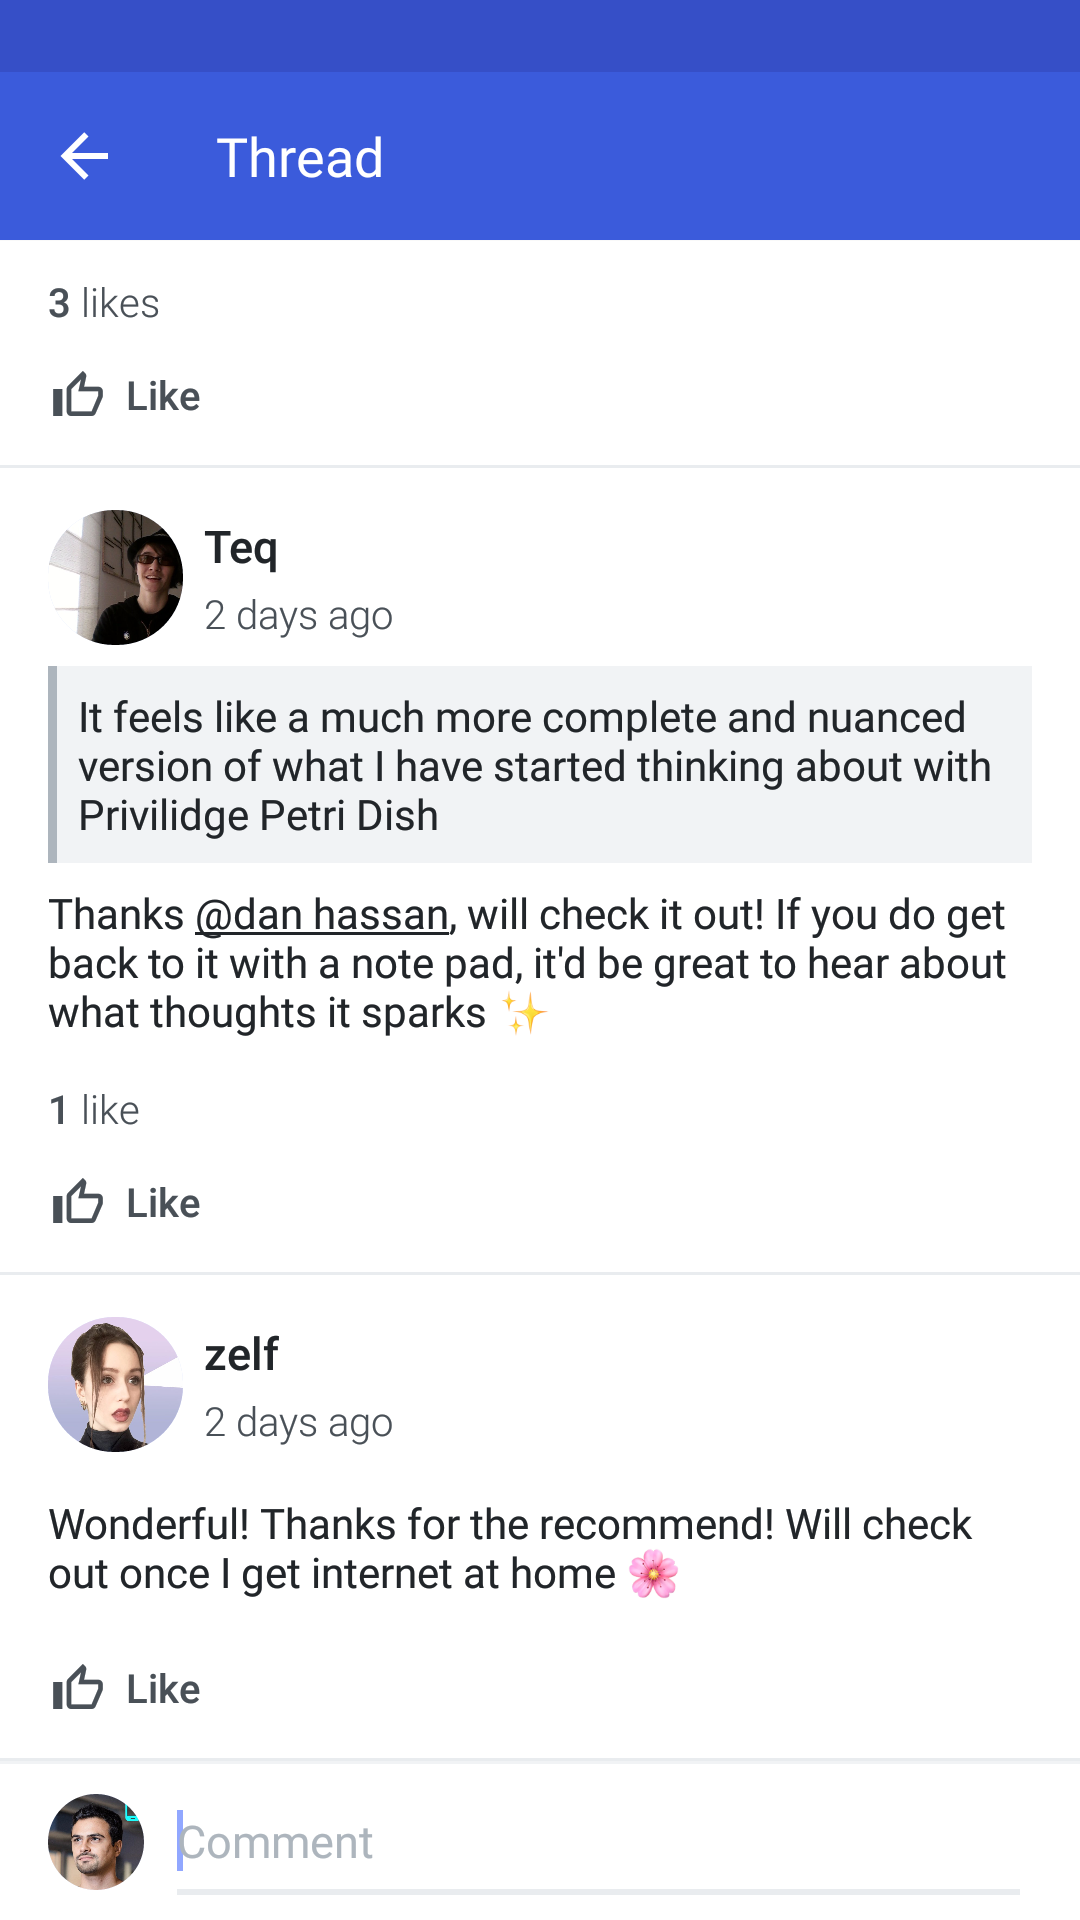 Thread
3 likes
Like
Teq
2 days ago
It feels like a much more complete and nuanced
version of what I have started thinking about with
Privilidge Petri Dish
Thanks @dan hassan, will check it out! If you do get
back to it with a note pad, it'd be great to hear about
what thoughts it sparks ✨
1 like
Like
zelf
2 days ago
Wonderful! Thanks for the recommend! Will check
out once I get internet at home 🌸
Like
Comment